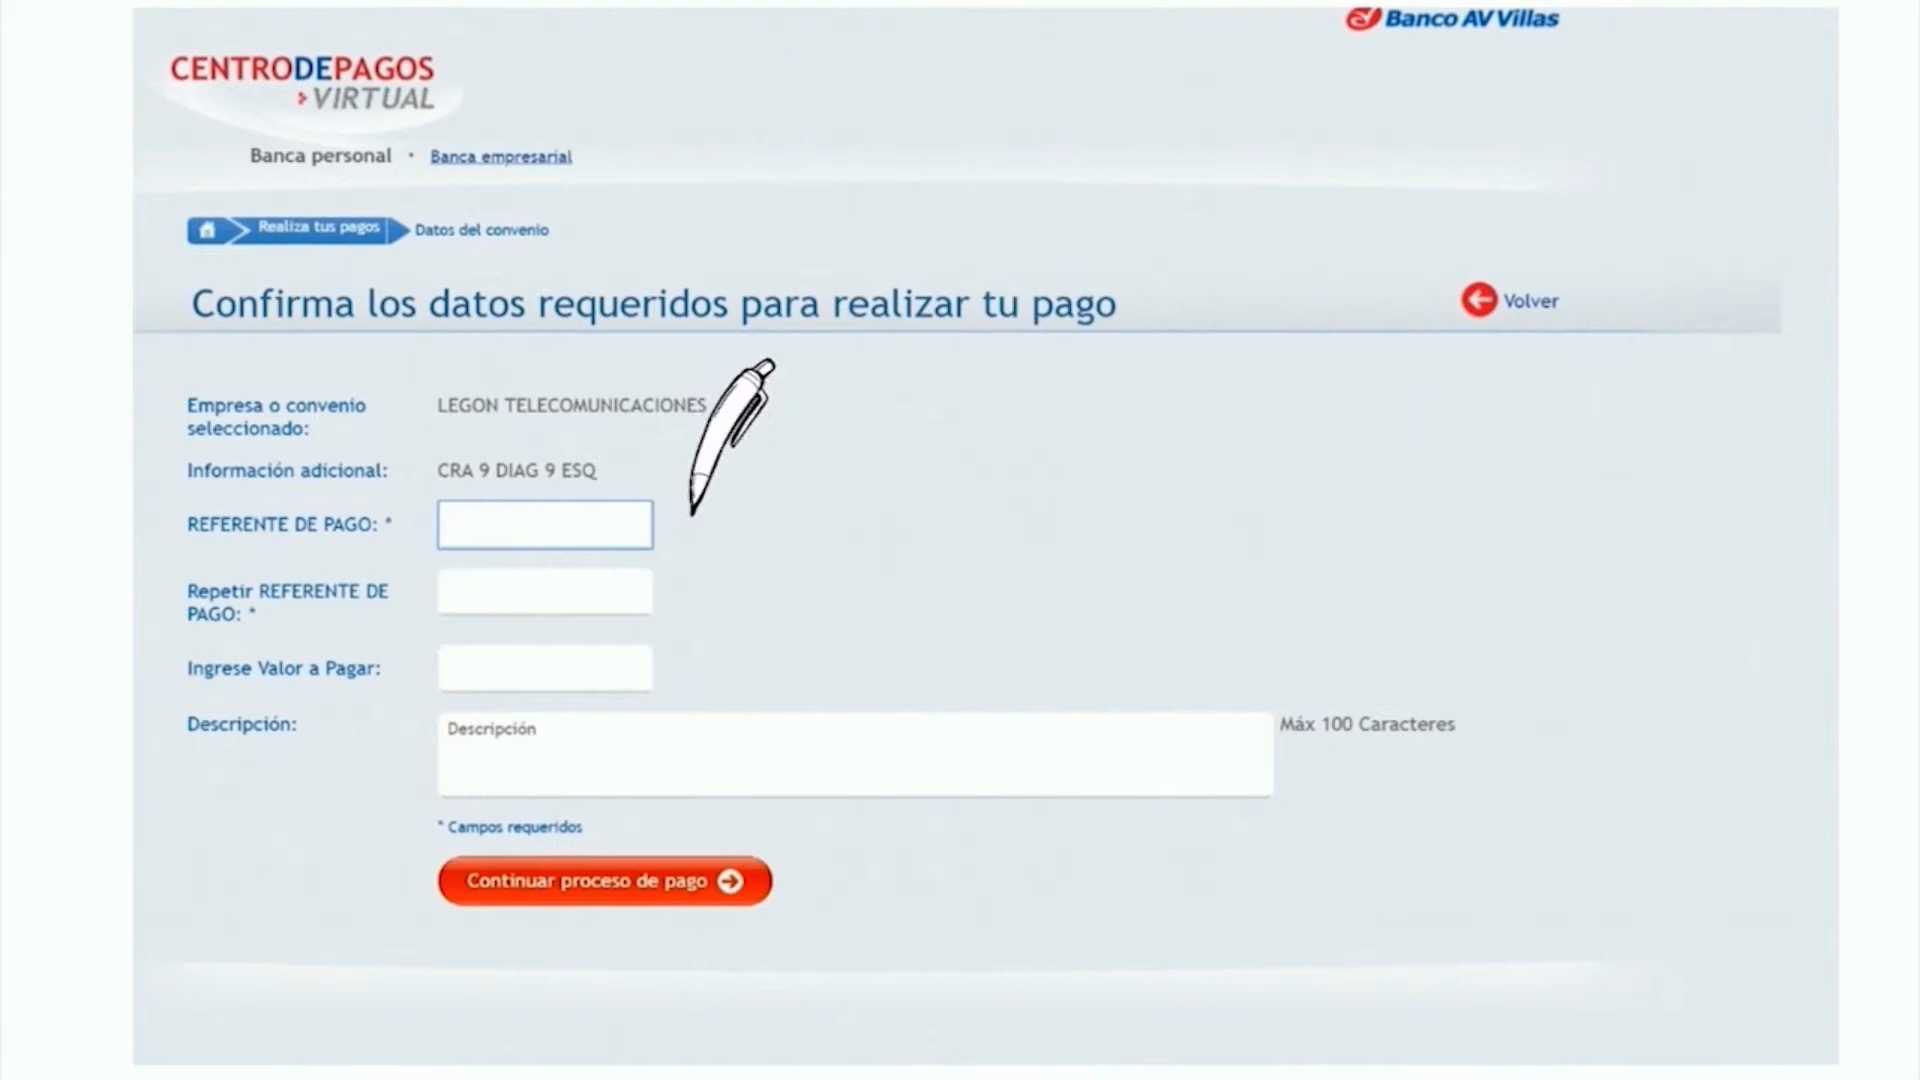 Banco AV Villas
CENTRODEPAGOS
VIRTUAL
Banca personal · Banca empresarial
Realiza tus pagos Datos del convenio
Confirma los datos requeridos para realizar tu pago
Volver
Empresa o convenio
seleccionado:
LEGON TELECOMUNICACIONES
Información adicional: CRA 9 DIAG 9 ESQ
REFERENTE DE PAGO: *
Repetir REFERENTE DE
PAGO: *
Ingrese Valor a Pagar:
Descripción: Descripción Máx 100 Caracteres
* Campos requeridos
Continuar proceso de pago